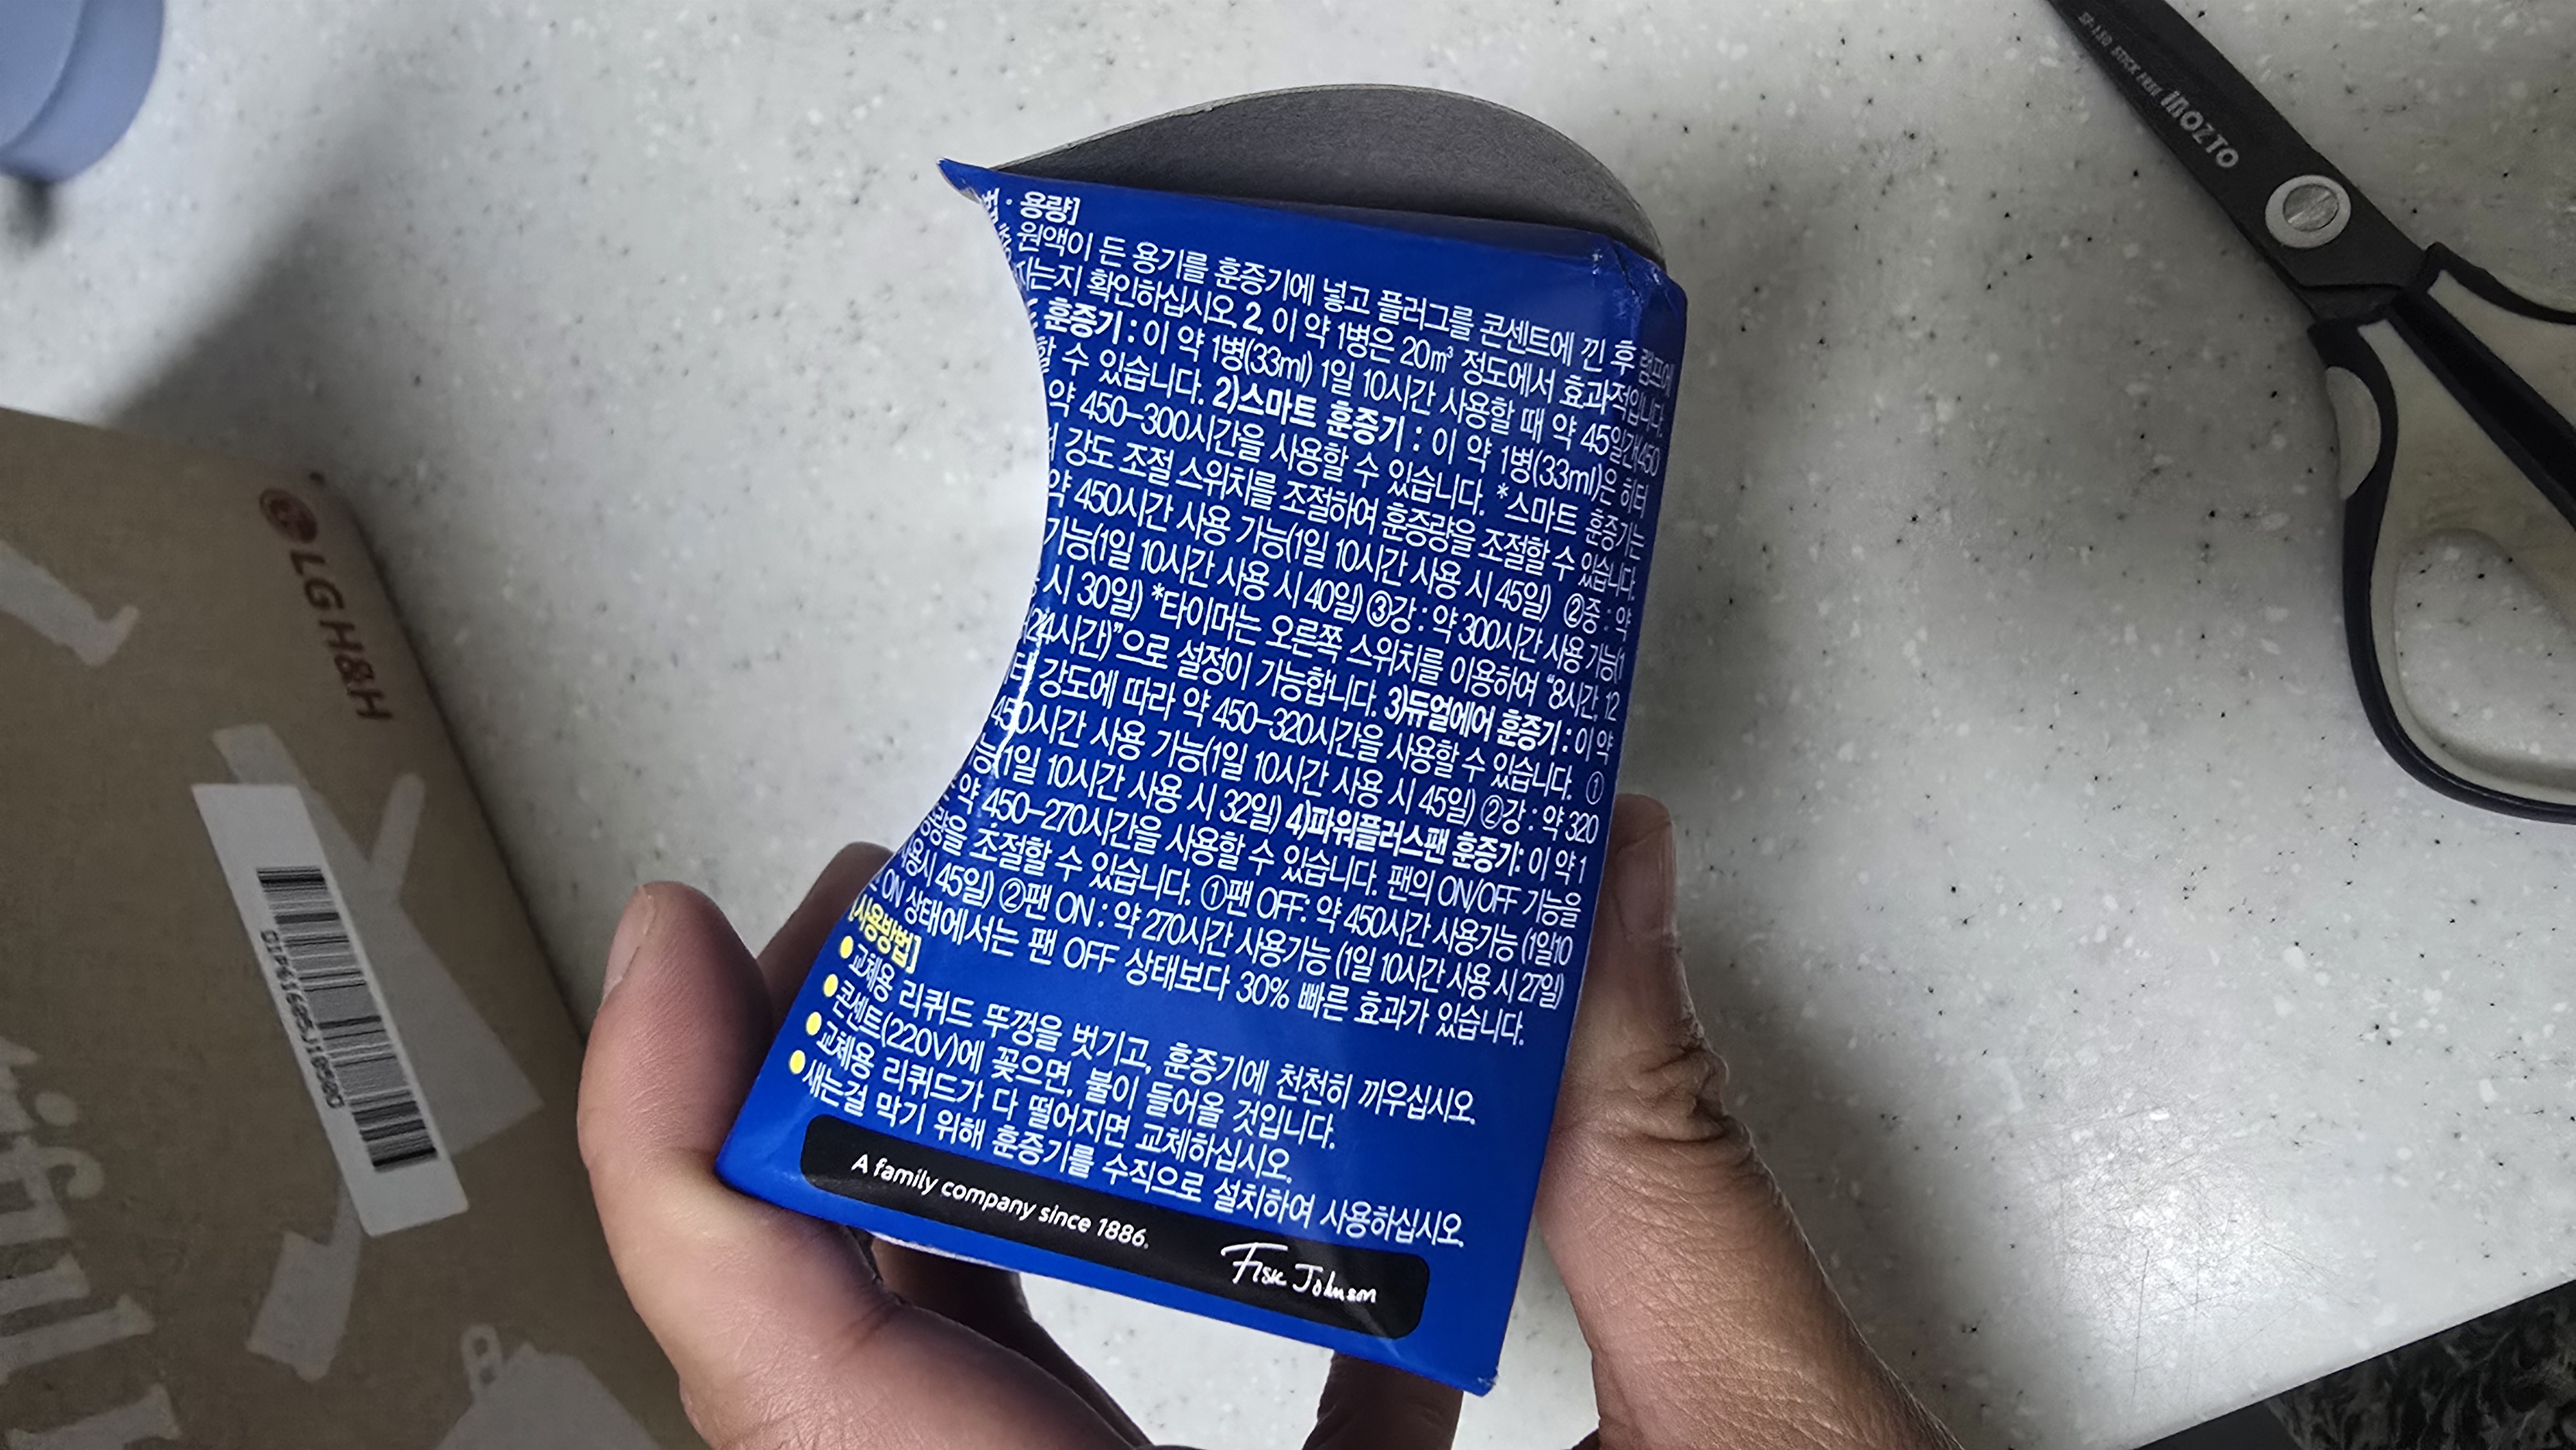 · 용량]
원액이 든 용기를 훈증기에 넣고 플러그를 콘센트에 낀 후 램프에
지는지 확인하십시오 2. 이 약 1병은 20m³ 정도에서 효과적입니다.
훈증기 : 이 약 1병(33ml) 1일 10시간 사용할 때 약 45일간(450
할 수 있습니다. 2)스마트 훈증기 : 이 약 1병(33ml)은 히터
약 450-300시간을 사용할 수 있습니다. *스마트 훈증기는
강도 조절 스위치를 조절하여 훈증량을 조절할 수 있습니다.
약 450시간 사용 가능(1일 10시간 사용 시 45일) ②중 : 약
가능(1일 10시간 사용 시 40일) ③강 : 약 300시간 사용 가능(1
시 30일) *타이머는 오른쪽 스위치를 이용하여 “8시간, 12
(24시간)”으로 설정이 가능합니다. 3)듀얼에어 훈증기 : 이 약
강도에 따라 약 450-320시간을 사용할 수 있습니다. ①
450시간 사용 가능(1일 10시간 사용 시 45일) ②강 : 약 320
능(1일 10시간 사용 시 32일) 4)파워플러스팬 훈증기: 이 약 1
약 450-270시간을 사용할 수 있습니다. 팬의 ON/OFF 기능을
량을 조절할 수 있습니다. ①팬 OFF: 약 450시간 사용가능 (1일10
사용시 45일) ②팬 ON : 약 270시간 사용가능 (1일 10시간 사용 시 27일)
ON 상태에서는 팬 OFF 상태보다 30% 빠른 효과가 있습니다.
[사용방법]
●교체용 리퀴드 뚜껑을 벗기고, 훈증기에 천천히 끼우십시오.
●콘센트(220V)에 꽂으면, 불이 들어올 것입니다.
●교체용 리퀴드가 다 떨어지면 교체하십시오.
●새는걸 막기 위해 훈증기를 수직으로 설치하여 사용하십시오.
A family company since 1886.
Fisk Johnson
LG H&H
SF-150 STICK FREE inozto